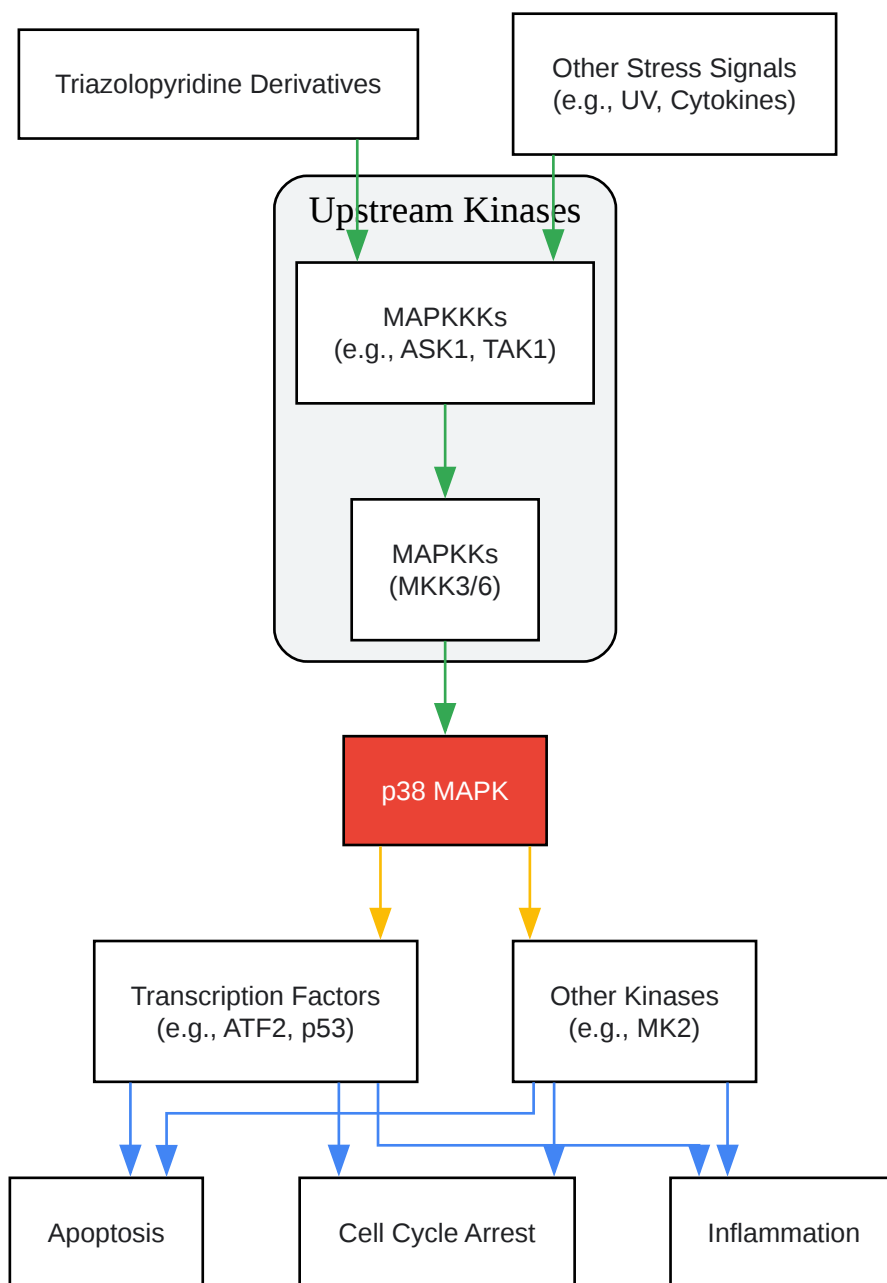 Triazolopyridine Derivatives
Other Stress Signals
(e.g., UV, Cytokines)
Upstream Kinases
MAPKKKs
(e.g., ASK1, TAK1)
MAPKKs
(MKK3/6)
p38 MAPK
Transcription Factors
(e.g., ATF2, p53)
Other Kinases
(e.g., MK2)
Apoptosis
Cell Cycle Arrest
Inflammation